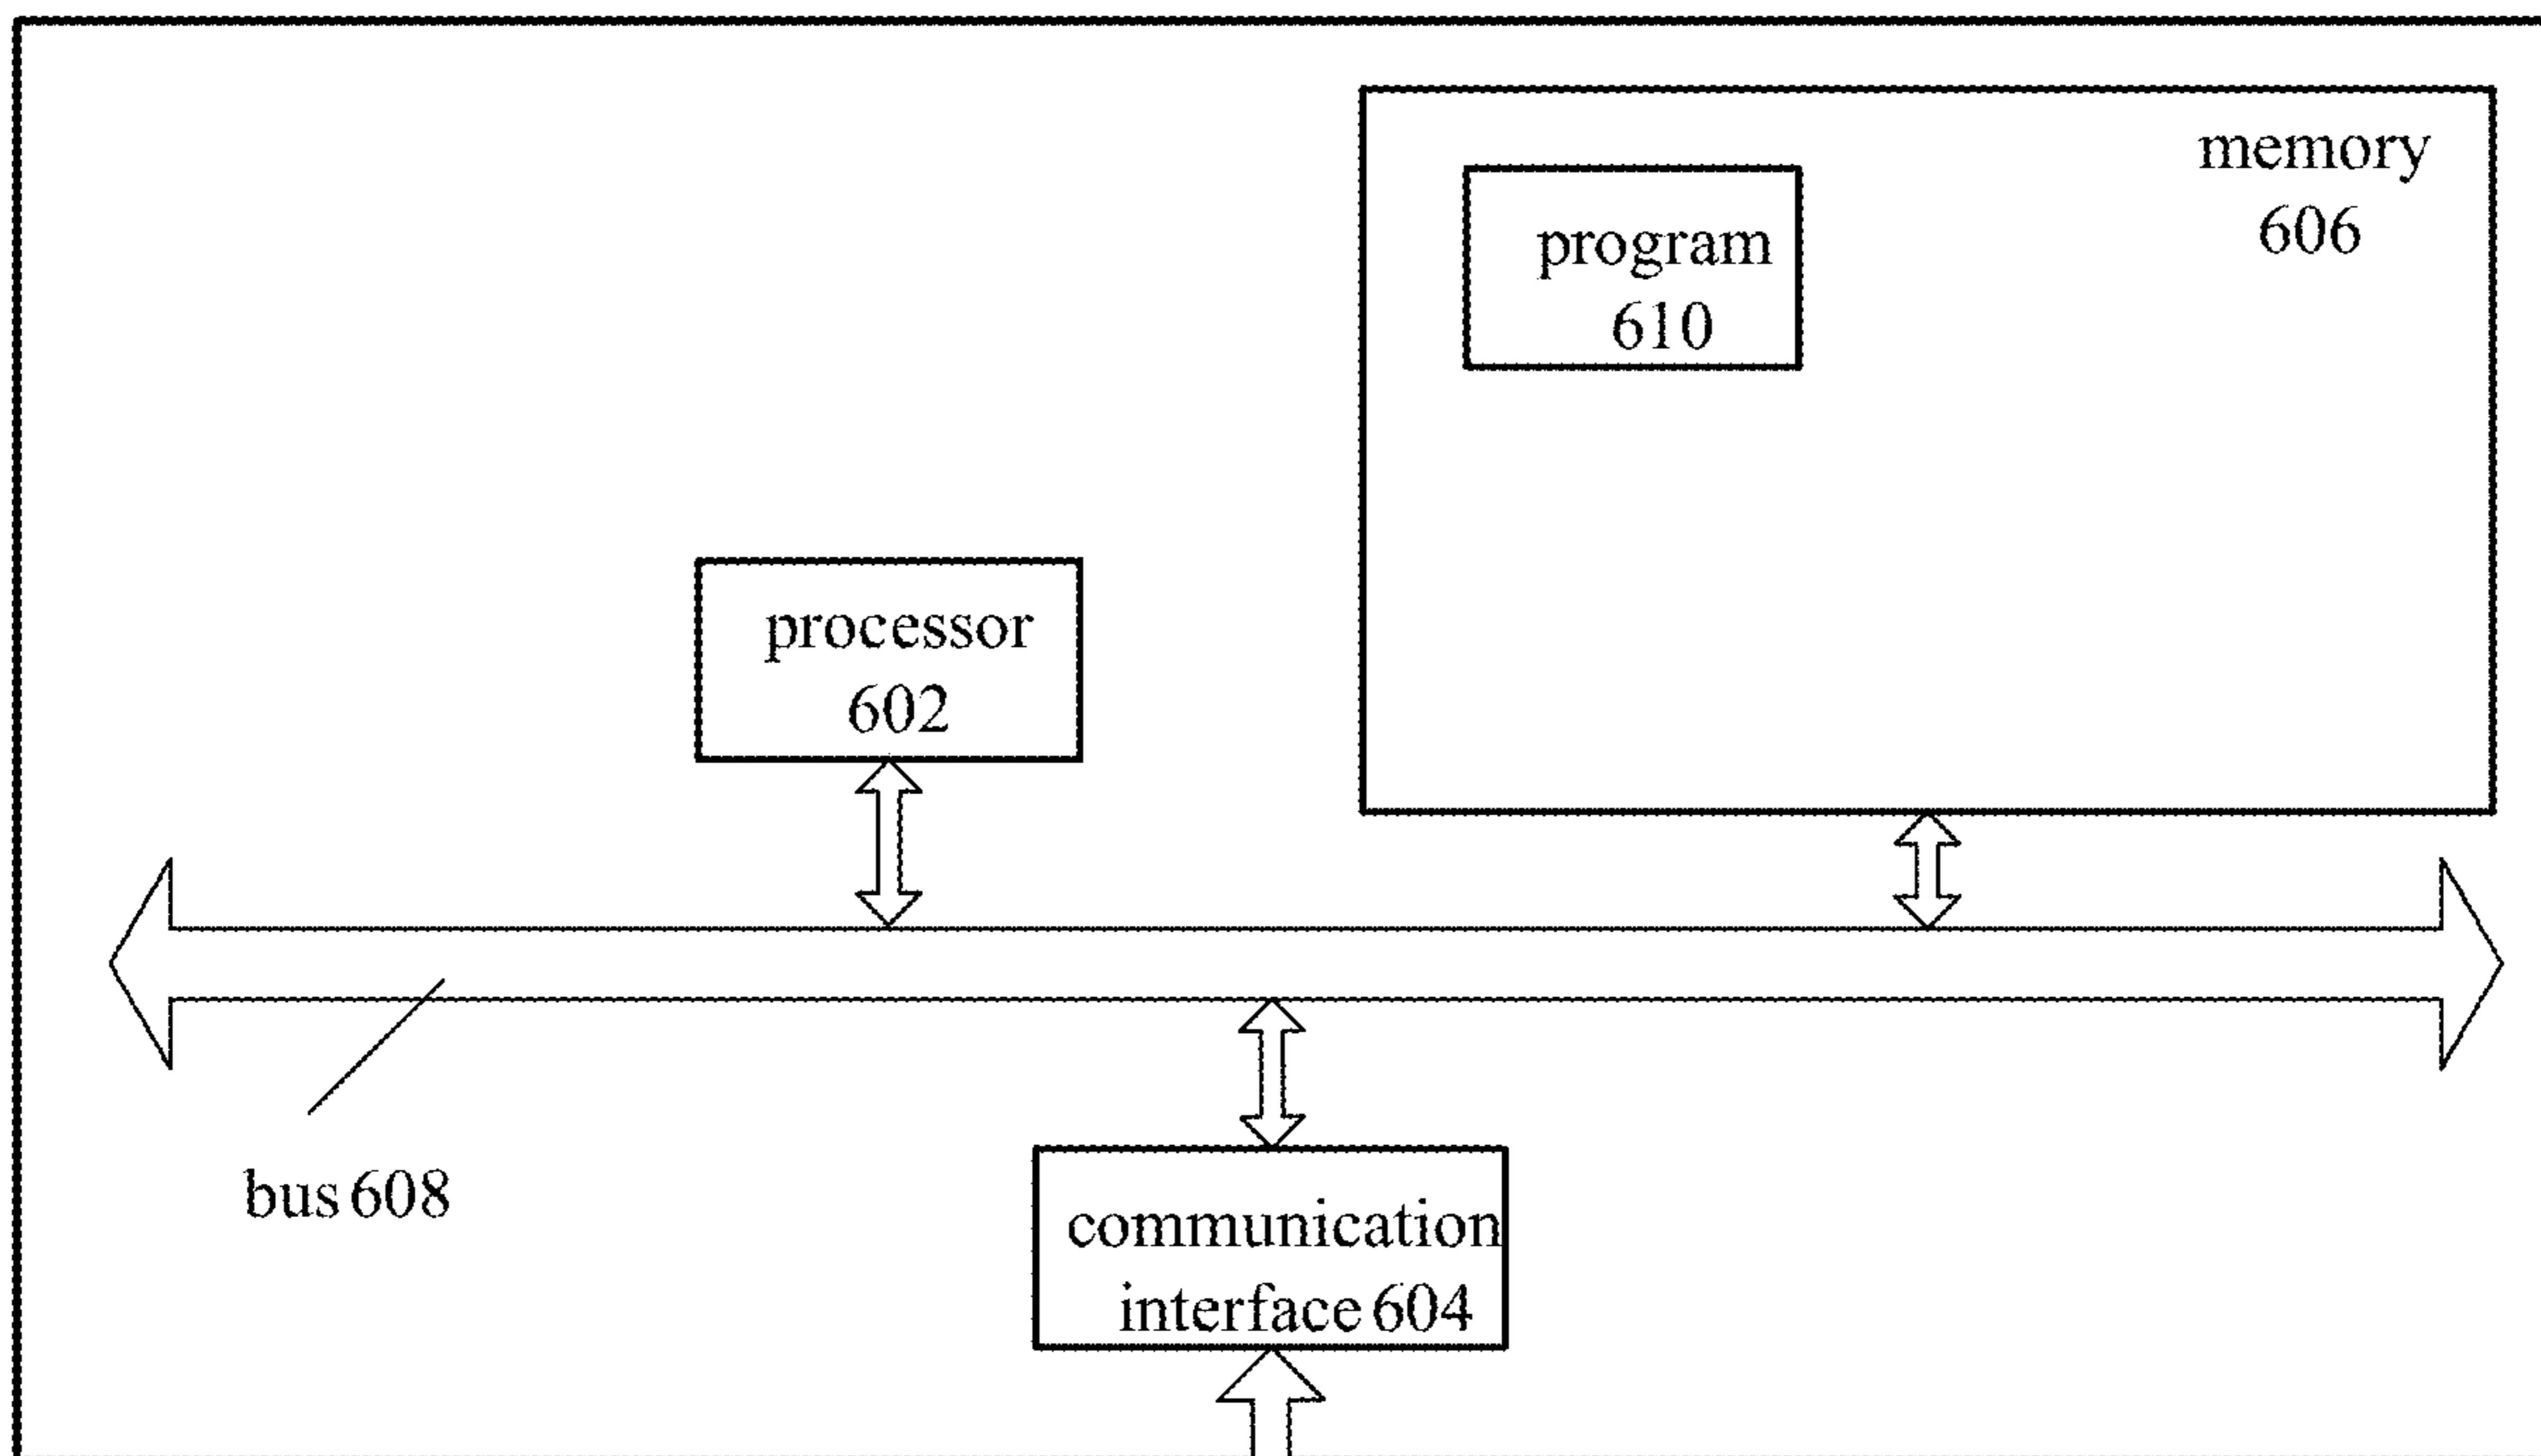 memory
606
program
610
processor
602
bus 608
communication
interface 604